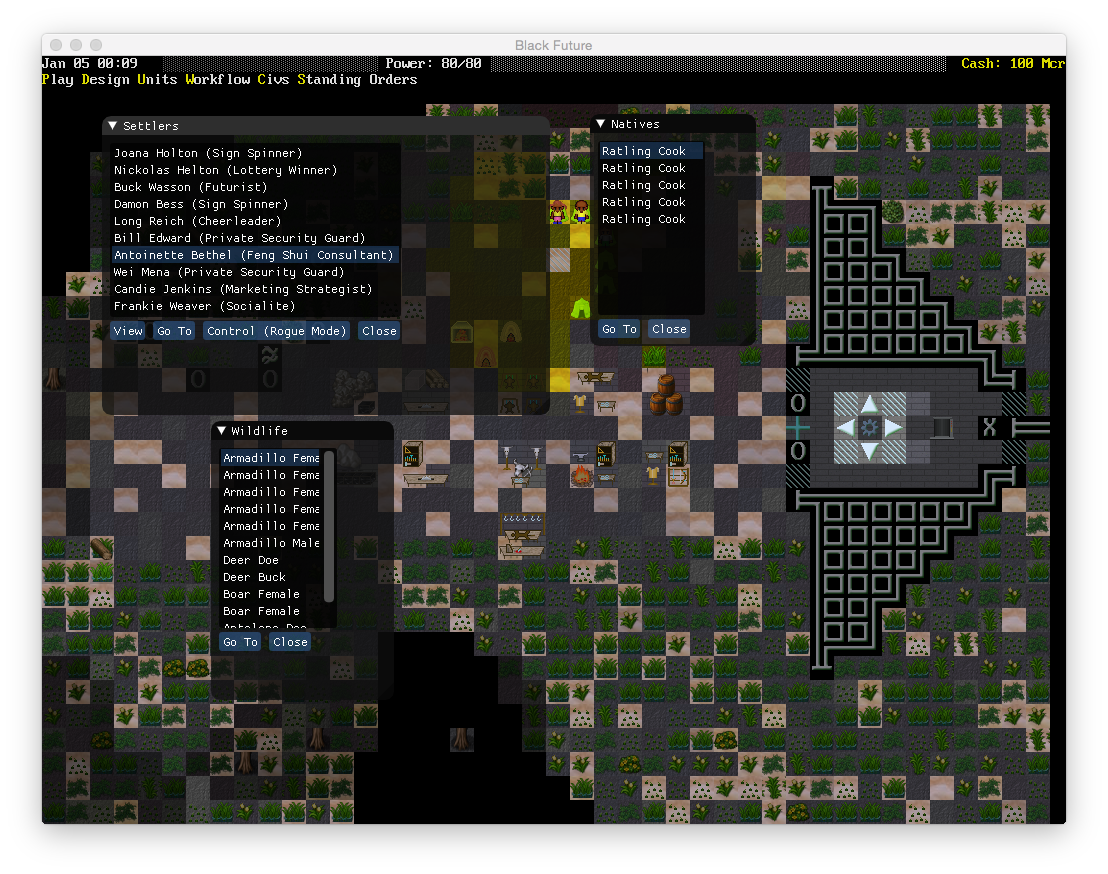 Black Future
Jan 05 00:09 Power: 80/80 Cash: 100 Mcr
Play Design Units Workflow Civs Standing Orders
Settlers
Joana Holton (Sign Spinner)
Nickolas Helton (Lottery Winner)
Buck Wasson (Futurist)
Damon Bess (Sign Spinner)
Long Reich (Cheerleader)
Bill Edward (Private Security Guard)
Antoinette Bethel (Feng Shui Consultant)
Wei Mena (Private Security Guard)
Candie Jenkins (Marketing Strategist)
Frankie Weaver (Socialite)
View Go To Control (Rogue Mode) Close
Natives
Ratling Cook
Ratling Cook
Ratling Cook
Ratling Cook
Ratling Cook
Go To Close
Wildlife
Armadillo Fema
Armadillo Fema
Armadillo Fema
Armadillo Fema
Armadillo Fema
Armadillo Male
Deer Doe
Deer Buck
Boar Female
Boar Female
Go To Close